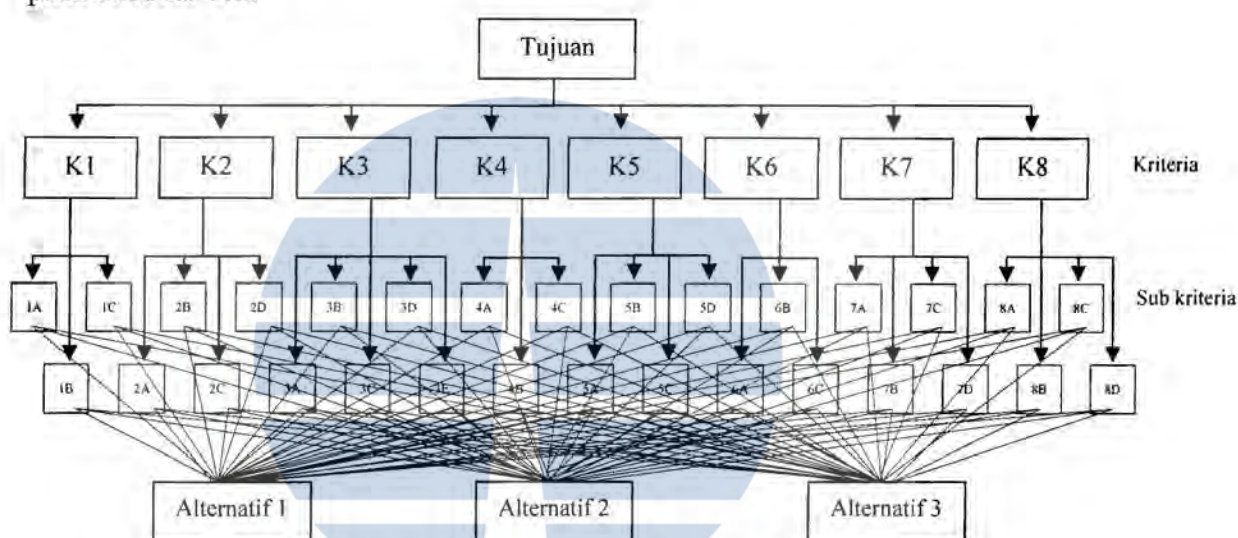 Tujuan
K1 K2 K3 K4 K5 K6 K7 K8 Kriteria
1A 1C 2B 2D 3B 3D 4A 4C 5B 5D 6B 7A 7C 8A 8C Sub kriteria
1B 2A 2C 3A 3C 3E 4B 5A 5C 6A 6C 7B 7D 8B 8D
Alternatif 1 Alternatif 2 Alternatif 3